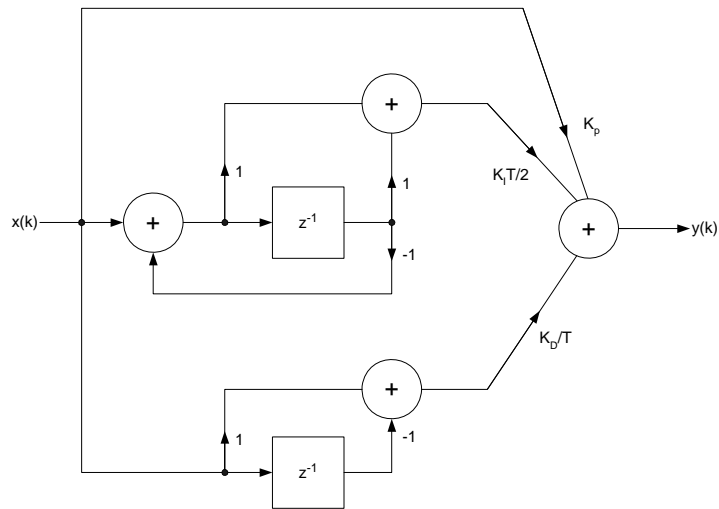 K_p
+
K_IT/2
1
1
x(k)
+
z^-1
+
y(k)
-1
K_D/T
+
1
-1
z^-1